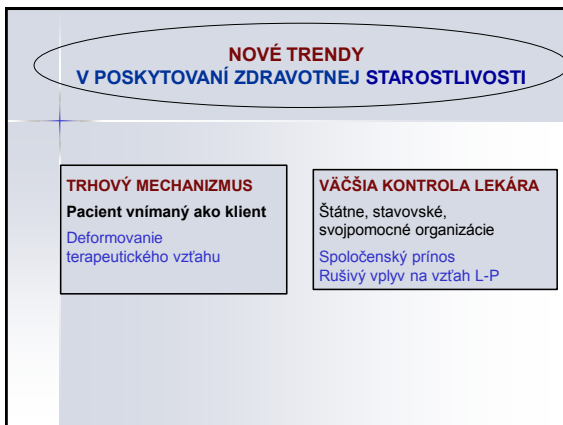 NOVÉ TRENDY
V POSKYTOVANÍ ZDRAVOTNEJ STAROSTLIVOSTI
TRHOVÝ MECHANIZMUS
Pacient vnímaný ako klient
Deformovanie
terapeutického vzťahu
VÄČŠIA KONTROLA LEKÁRA
Štátne, stavovské,
svojpomocné organizácie
Spoločenský prínos
Rušivý vplyv na vzťah L-P